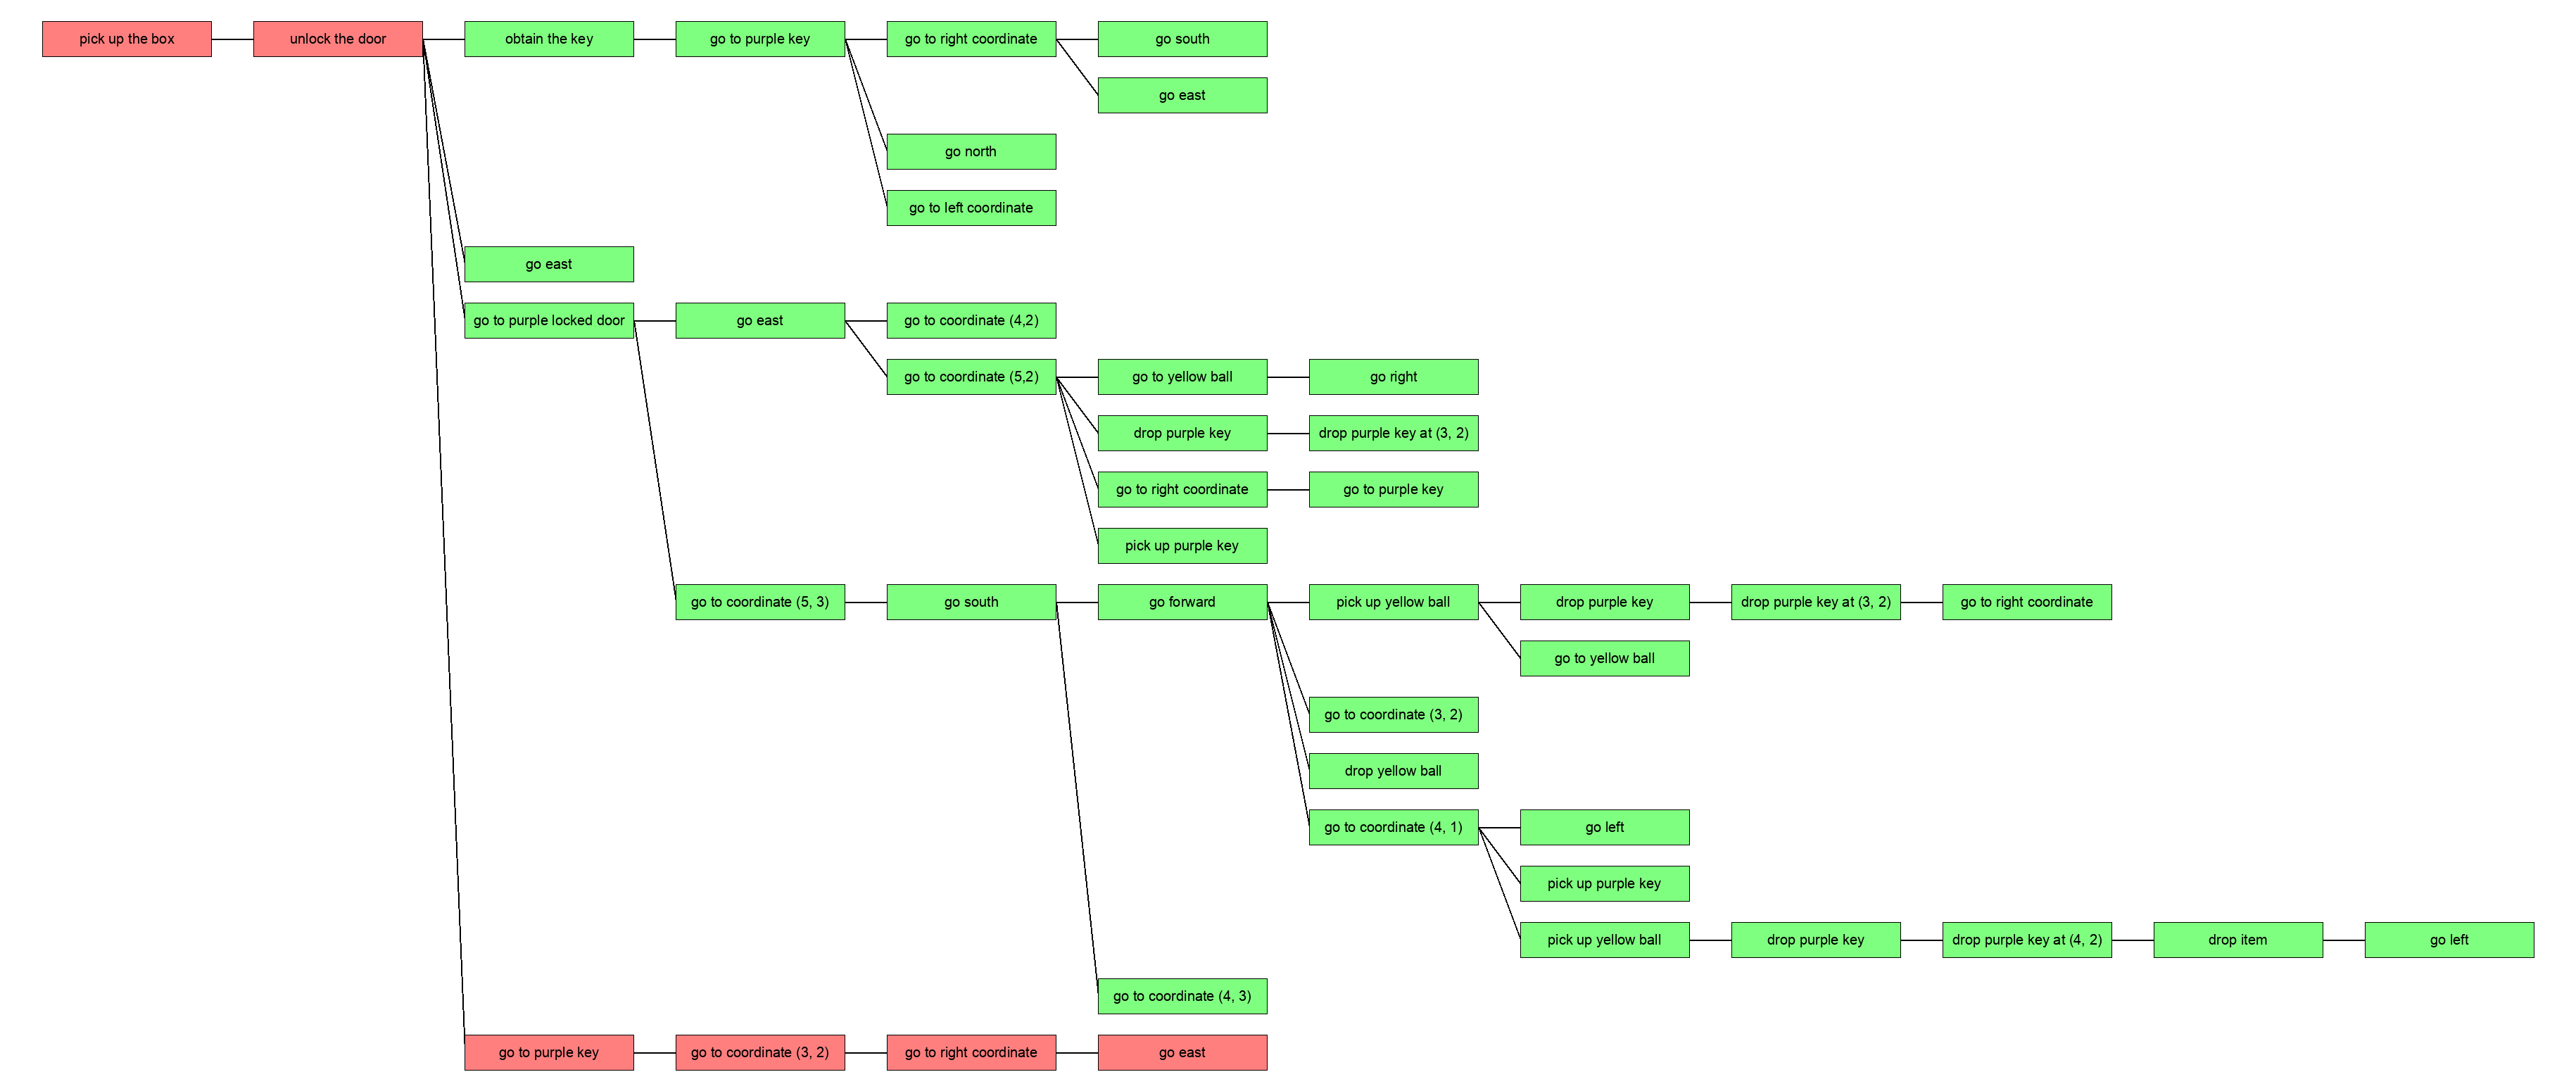 pick up the box
unlock the door
obtain the key
go to purple key
go to right coordinate
go south
go east
go north
go to left coordinate
go east
go to purple locked door
go east
go to coordinate (4,2)
go to coordinate (5,2)
go to yellow ball
go right
drop purple key
drop purple key at (3, 2)
go to right coordinate
go to purple key
pick up purple key
go to coordinate (5, 3)
go south
go forward
pick up yellow ball
drop purple key
drop purple key at (3, 2)
go to right coordinate
go to yellow ball
go to coordinate (3, 2)
drop yellow ball
go to coordinate (4, 1)
go left
pick up purple key
pick up yellow ball
drop purple key
drop purple key at (4, 2)
drop item
go left
go to coordinate (4, 3)
go to purple key
go to coordinate (3, 2)
go to right coordinate
go east